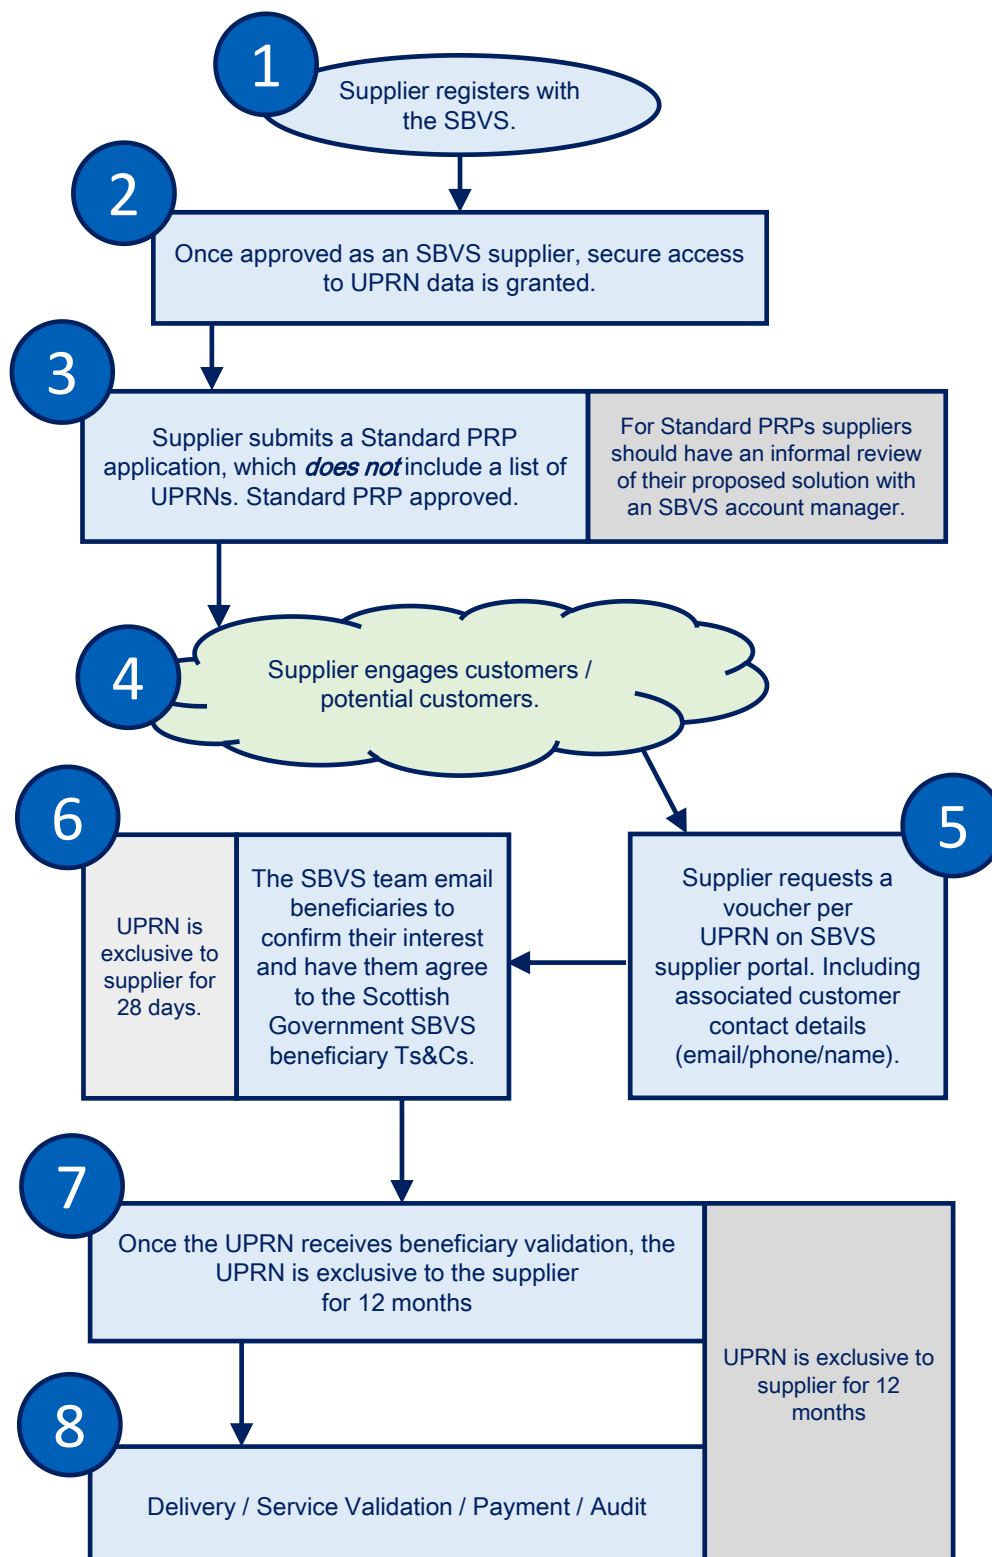 1
Supplier registers with
the SBVS.
2
Once approved as an SBVS supplier, secure access
to UPRN data is granted.
3
Supplier submits a Standard PRP
application, which does not include a list of
UPRNs. Standard PRP approved.
For Standard PRPs suppliers
should have an informal review
of their proposed solution with
an SBVS account manager.
4
Supplier engages customers /
potential customers.
5
Supplier requests a
voucher per
UPRN on SBVS
supplier portal. Including
associated customer
contact details
(email/phone/name).
6
UPRN is
exclusive to
supplier for
28 days.
The SBVS team email
beneficiaries to
confirm their interest
and have them agree
to the Scottish
Government SBVS
beneficiary Ts&Cs.
7
Once the UPRN receives beneficiary validation, the
UPRN is exclusive to the supplier
for 12 months
UPRN is exclusive to
supplier for 12
months
8
Delivery / Service Validation / Payment / Audit